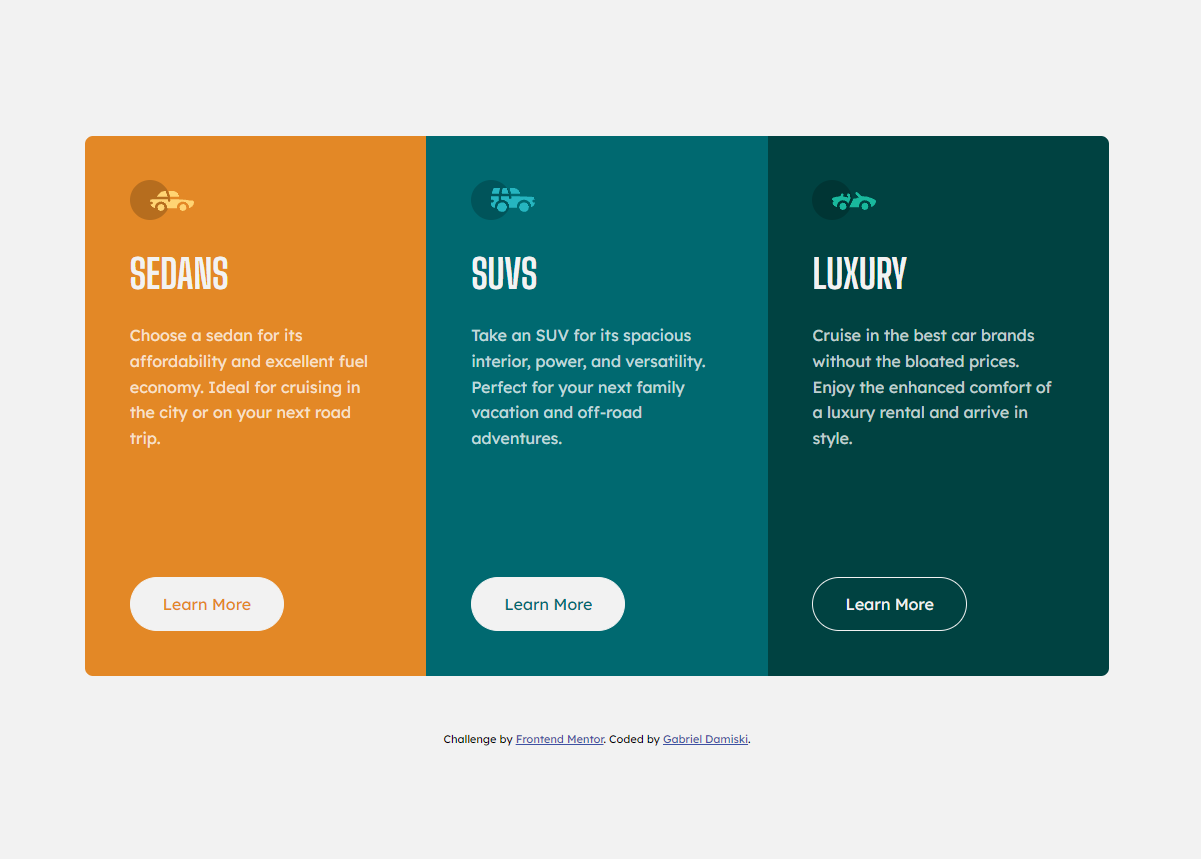 SEDANS
Choose a sedan for its
affordability and excellent fuel
economy. Ideal for cruising in
the city or on your next road
trip.
Learn More
SUVS
Take an SUV for its spacious
interior, power, and versatility.
Perfect for your next family
vacation and off-road
adventures.
Learn More
LUXURY
Cruise in the best car brands
without the bloated prices.
Enjoy the enhanced comfort of
a luxury rental and arrive in
style.
Learn More
Challenge by Frontend Mentor. Coded by Gabriel Damiski.